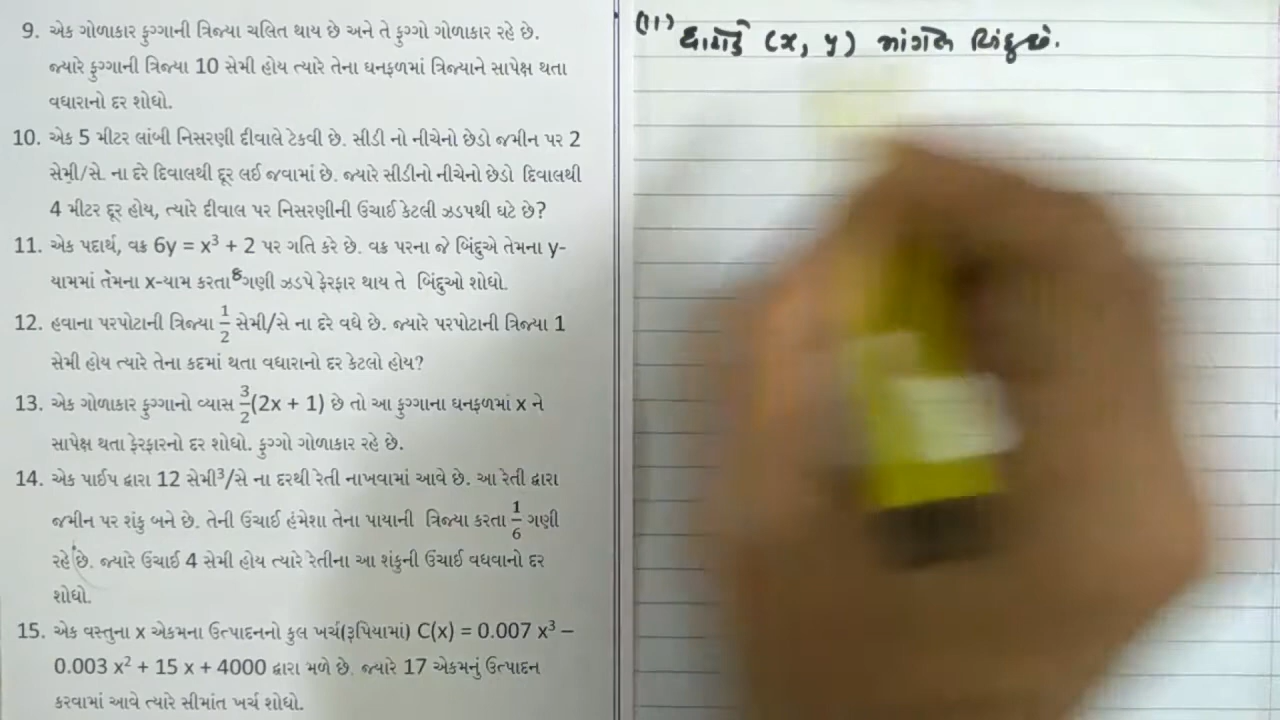 9. એક ગોળાકાર ફુગ્ગાની ત્રિજ્યા ચલિત થાય છે અને તે ફુગ્ગો ગોળાકાર રહે છે.
જ્યારે ફુગ્ગાની ત્રિજ્યા 10 સેમી હોય ત્યારે તેના ઘનફળમાં ત્રિજ્યાને સાપેક્ષ થતા
વધારાનો દર શોધો.
10. એક 5 મીટર લાંબી નિસરણી દીવાલે ટેકવી છે. સીડી નો નીચેનો છેડો જમીન પર 2
સેમી/સે. ના દરે દિવાલથી દૂર લઈ જવામાં છે. જ્યારે સીડીનો નીચેનો છેડો દિવાલથી
4 મીટર દૂર હોય, ત્યારે દીવાલ પર નિસરણીની ઉંચાઈ કેટલી ઝડપથી ઘટે છે?
11. એક પદાર્થ, વક્ર 6y = x³ + 2 પર ગતિ કરે છે. વક્ર પરના જે બિંદુએ તેમના y-
યામમાં તેમના x-યામ કરતા 8 ગણી ઝડપે ફેરફાર થાય તે બિંદુઓ શોધો.
12. હવાના પરપોટાની ત્રિજ્યા 1/2 સેમી/સે ના દરે વધે છે. જ્યારે પરપોટાની ત્રિજ્યા 1
સેમી હોય ત્યારે તેના કદમાં થતા વધારાનો દર કેટલો હોય?
13. એક ગોળાકાર ફુગ્ગાનો વ્યાસ 3/2(2x + 1) છે તો આ ફુગ્ગાના ઘનફળમાં x ને
સાપેક્ષ થતા ફેરફારનો દર શોધો. ફુગ્ગો ગોળાકાર રહે છે.
14. એક પાઈપ દ્વારા 12 સેમી³/સે ના દરથી રેતી નાખવામાં આવે છે. આ રેતી દ્વારા
જમીન પર શંકુ બને છે. તેની ઉંચાઈ હંમેશા તેના પાયાની ત્રિજ્યા કરતા 1/6 ગણી
રહે છે. જ્યારે ઉંચાઈ 4 સેમી હોય ત્યારે રેતીના આ શંકુની ઉંચાઈ વધવાનો દર
શોધો.
15. એક વસ્તુના x એકમના ઉત્પાદનનો કુલ ખર્ચ(રૂપિયામાં) C(x) = 0.007 x³ –
0.003 x² + 15 x + 4000 દ્વારા મળે છે. જ્યારે 17 એકમનું ઉત્પાદન
કરવામાં આવે ત્યારે સીમાંત ખર્ચ શોધો.
(11) ધારોકે (x, y) માંગેલ બિંદુ છે.